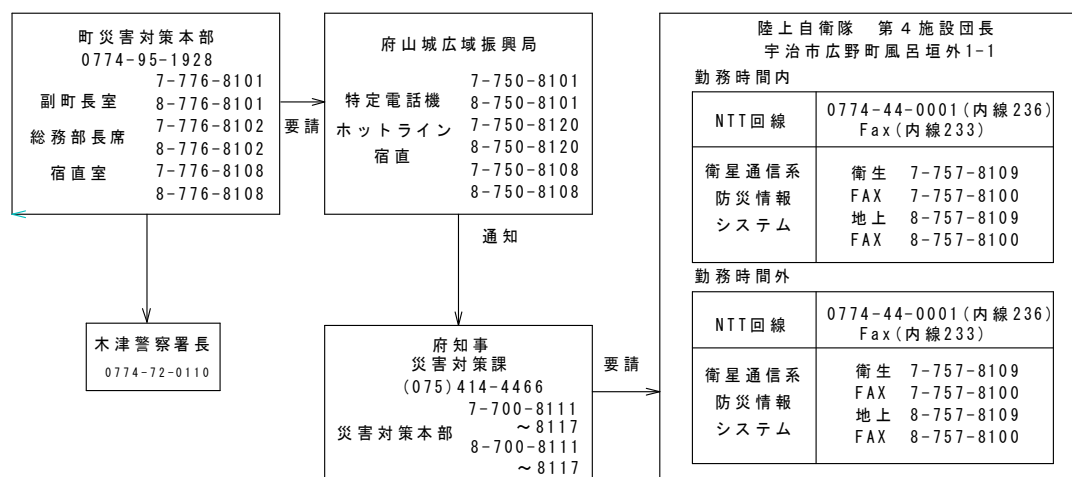 町災害対策本部
0774-95-1928
7-776-8101
副町長室 8-776-8101
7-776-8102
総務部長席
8-776-8102
宿直室 7-776-8108
8-776-8108
要請
府山城広域振興局
7-750-8101
特定電話機 8-750-8101
ホットライン 7-750-8120
8-750-8120
宿直
7-750-8108
8-750-8108
通知
木津警察署長
0774-72-0110
府知事
災害対策課
(075)414-4466
7-700-8111
～8117
災害対策本部
8-700-8111
～8117
要請
陸上自衛隊 第4施設団長
宇治市広野町風呂垣外1-1
勤務時間内
NTT回線 0774-44-0001(内線236)
Fax(内線233)
衛星通信系 衛生 7-757-8109
防災情報 FAX 7-757-8100
システム 地上 8-757-8109
FAX 8-757-8100
勤務時間外
NTT回線 0774-44-0001(内線236)
Fax(内線233)
衛星通信系 衛生 7-757-8109
防災情報 FAX 7-757-8100
システム 地上 8-757-8109
FAX 8-757-8100